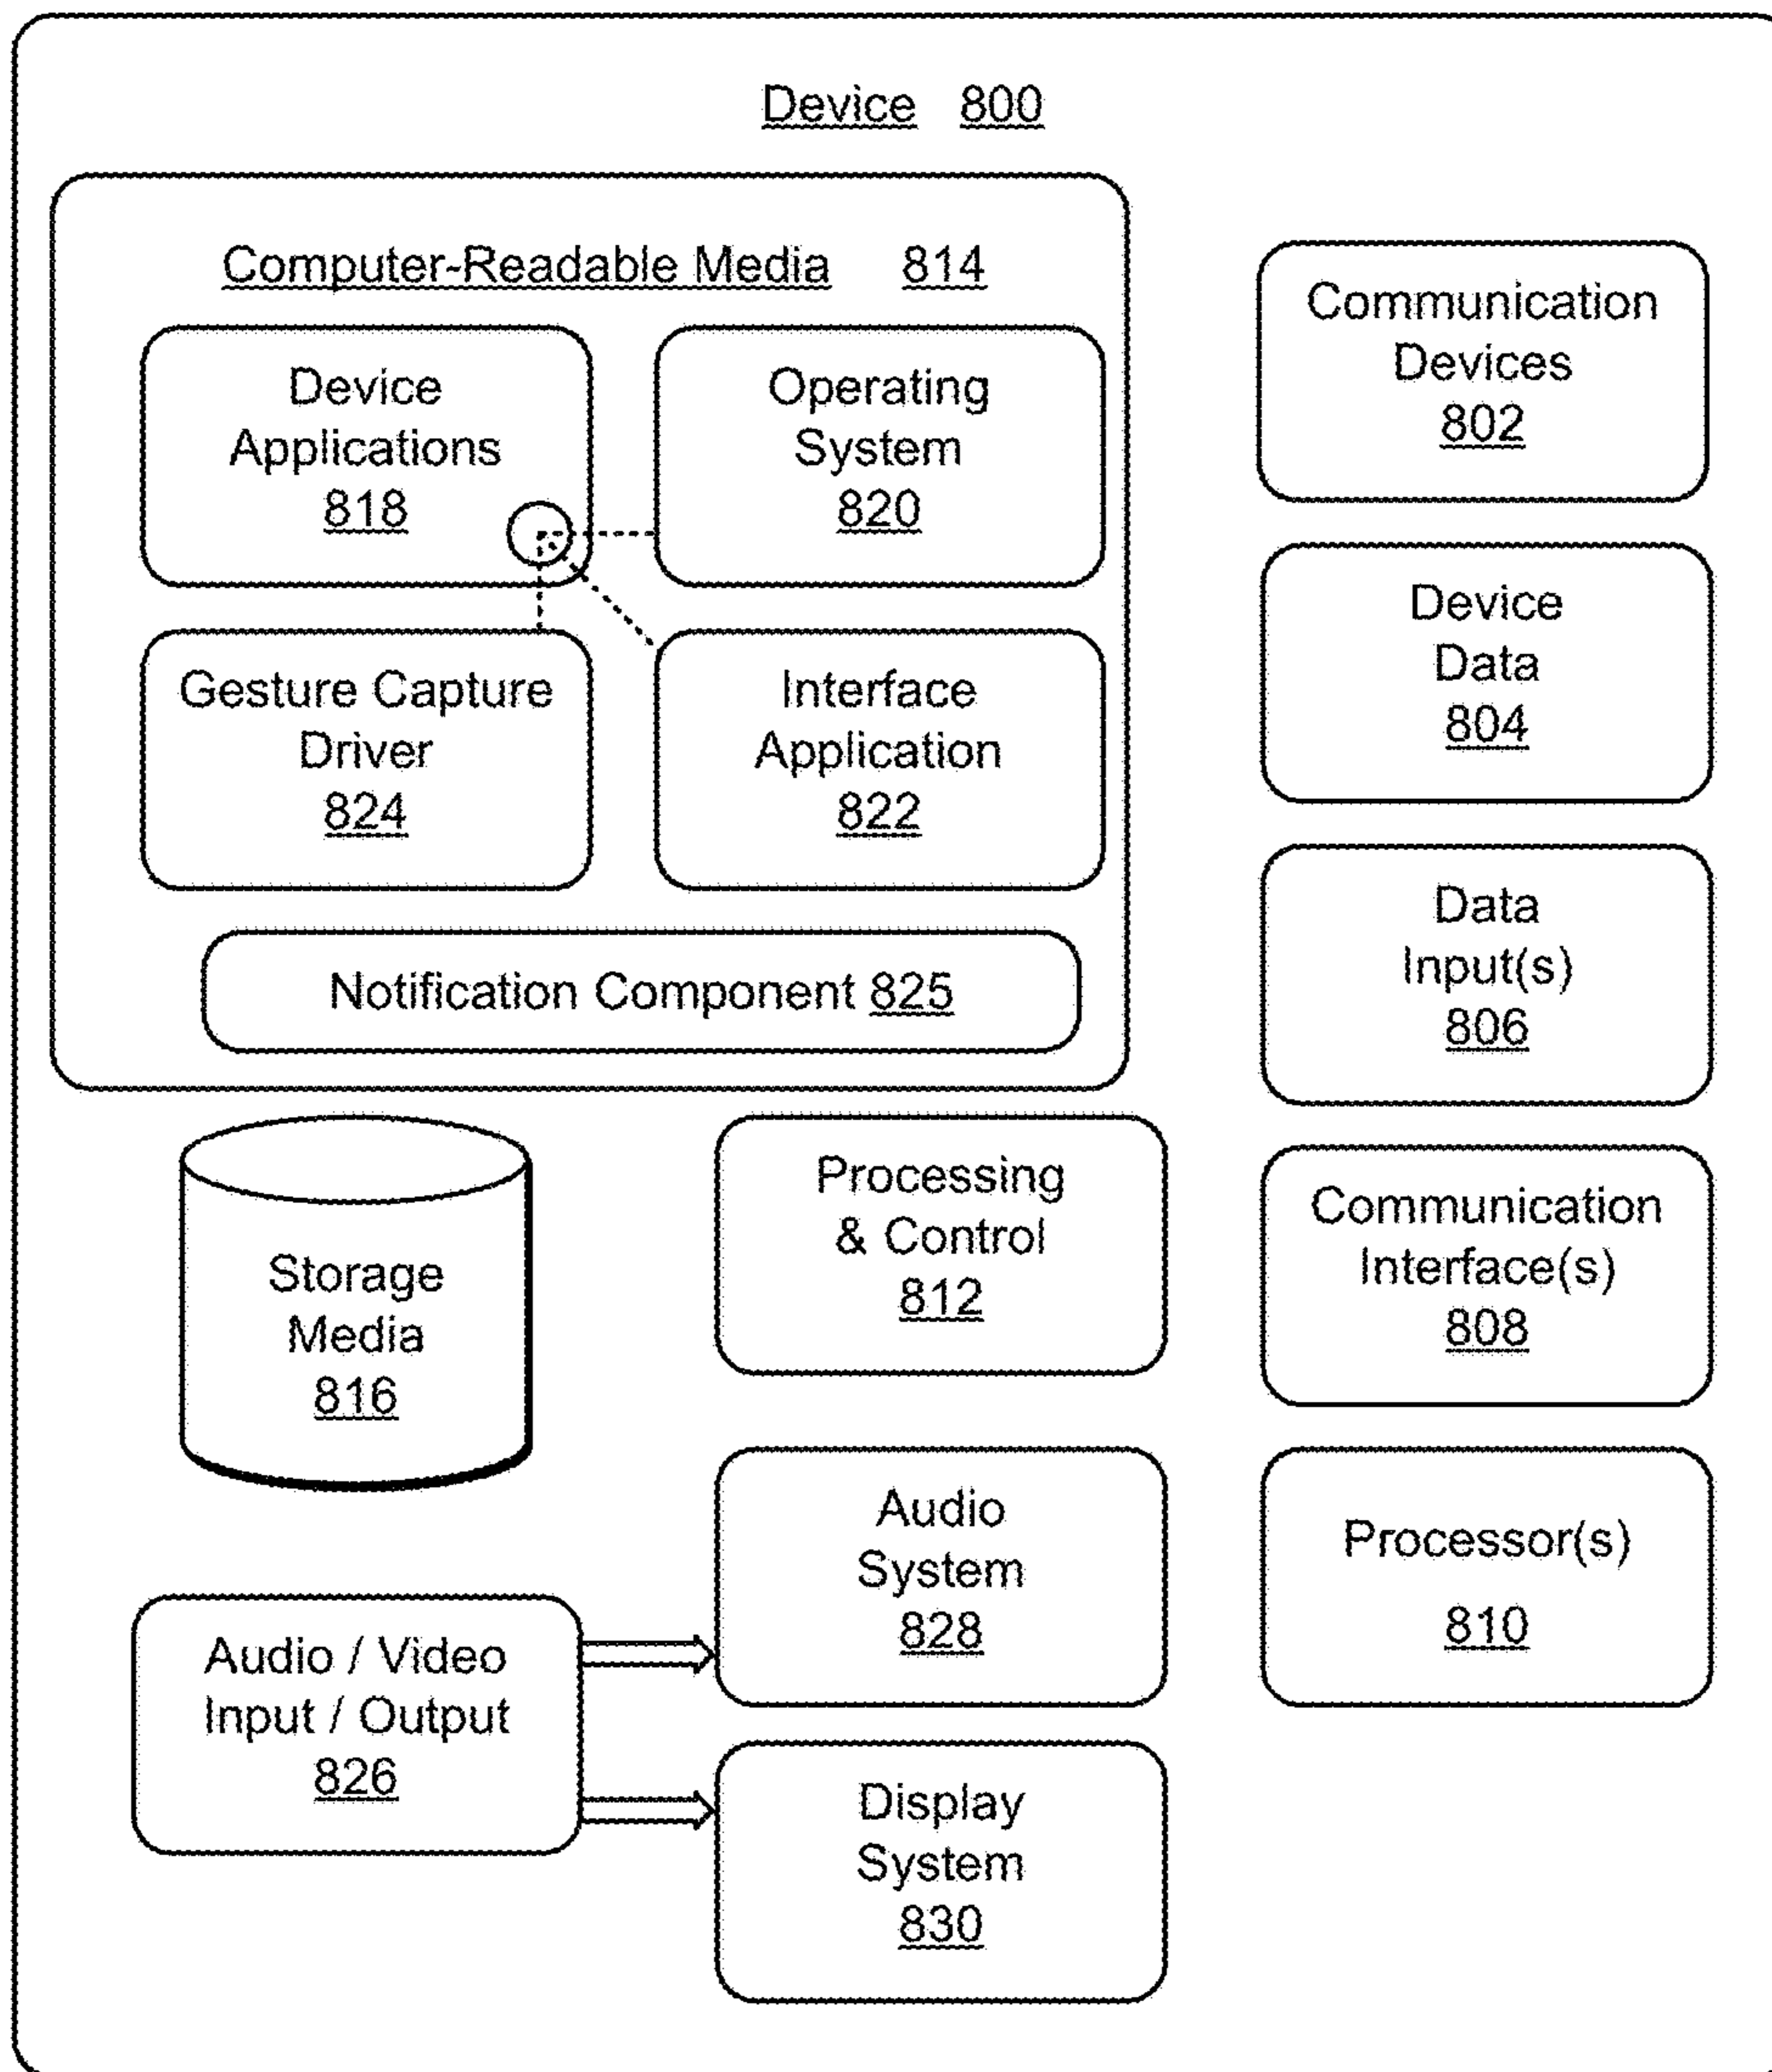 Device 800
Computer-Readable Media 814
Device
Applications
818
Operating
System
820
Gesture Capture
Driver
824
Interface
Application
822
Notification Component 825
Storage
Media
816
Processing
& Control
812
Audio / Video
Input / Output
826
Audio
System
828
Display
System
830
Communication
Devices
802
Device
Data
804
Data
Input(s)
806
Communication
Interface(s)
808
Processor(s)
810